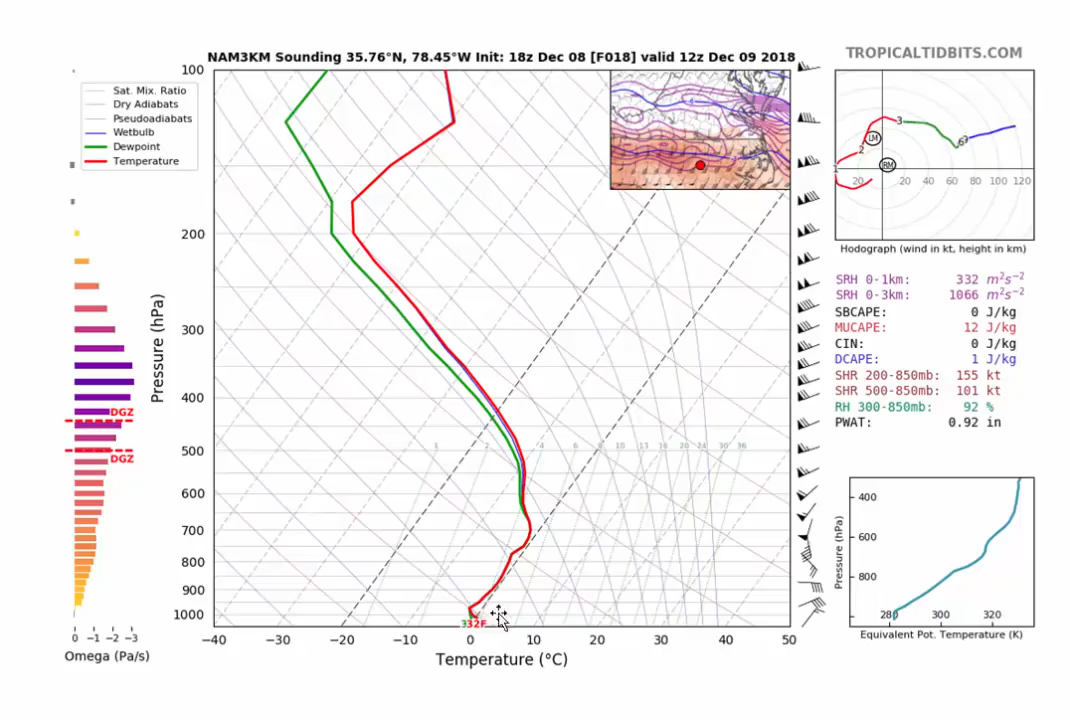 NAM3KM Sounding 35.76°N, 78.45°W Init: 18z Dec 08 [F018] valid 12z Dec 09 2018
TROPICALTIDBITS.COM
Sat. Mix. Ratio
Dry Adiabats
Pseudoadiabats
Wetbulb
Dewpoint
Temperature
100
200
300
400
500
600
700
800
900
1000
Pressure (hPa)
DGZ
DGZ
1 2 4 6 8 10 13 16 20 24 30 36
32F
−40 −30 −20 −10 0 10 20 30 40 50
Temperature (°C)
0 −1 −2 −3
Omega (Pa/s)
1 2 3 6
LM
RM
20 20 40 60 80 100 120
Hodograph (wind in kt, height in km)
SRH 0-1km: 332 m²s⁻²
SRH 0-3km: 1066 m²s⁻²
SBCAPE: 0 J/kg
MUCAPE: 12 J/kg
CIN: 0 J/kg
DCAPE: 1 J/kg
SHR 200-850mb: 155 kt
SHR 500-850mb: 101 kt
RH 300-850mb: 92 %
PWAT: 0.92 in
400
600
800
Pressure (hPa)
280 300 320
Equivalent Pot. Temperature (K)